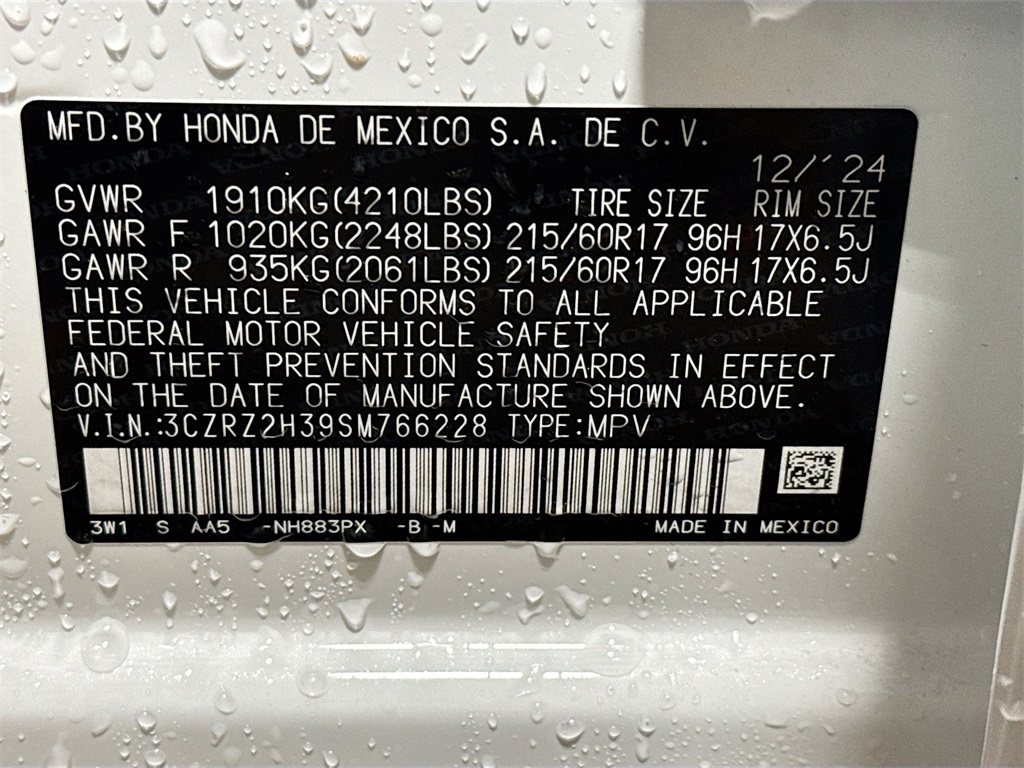 MFD.BY HONDA DE MEXICO S.A. DE C.V.
12/'24
GVWR 1910KG(4210LBS) TIRE SIZE RIM SIZE
GAWR F 1020KG(2248LBS) 215/60R17 96H 17X6.5J
GAWR R 935KG(2061LBS) 215/60R17 96H 17X6.5J
THIS VEHICLE CONFORMS TO ALL APPLICABLE
FEDERAL MOTOR VEHICLE SAFETY
AND THEFT PREVENTION STANDARDS IN EFFECT
ON THE DATE OF MANUFACTURE SHOWN ABOVE.
V.I.N.:3CZRZ2H39SM766228 TYPE:MPV
3W1 S AA5 -NH883PX -B -M MADE IN MEXICO